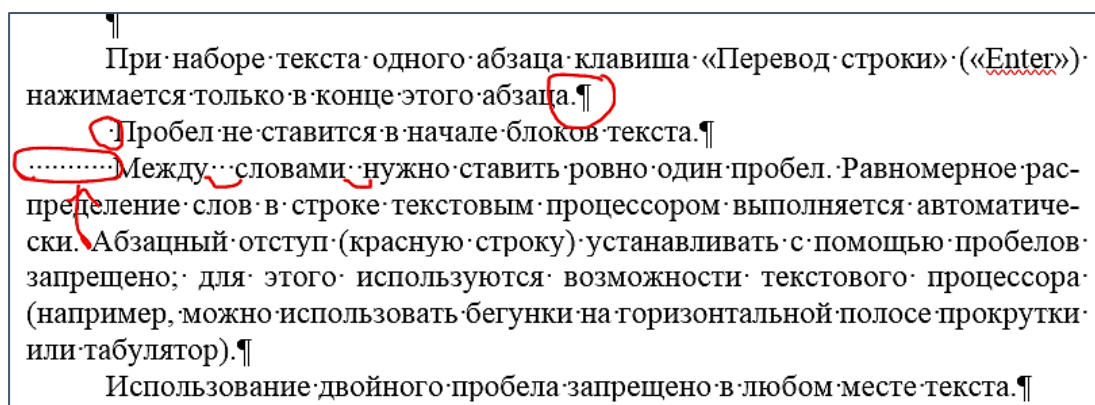 ¶
При·наборе·текста·одного·абзаца·клавиша·«Перевод·строки»·(«Enter»)·
нажимается·только·в·конце·этого·абзаца.¶
·Пробел·не·ставится·в·начале·блоков·текста.¶
··········Между···словами··нужно·ставить·ровно·один·пробел.·Равномерное·рас-
пределение·слов·в·строке·текстовым·процессором·выполняется·автоматиче-
ски.·Абзацный·отступ·(красную·строку)·устанавливать·с·помощью·пробелов·
запрещено;·для·этого·используются·возможности·текстового·процессора·
(например,·можно·использовать·бегунки·на·горизонтальной·полосе·прокрутки·
или·табулятор).¶
Использование·двойного·пробела·запрещено·в·любом·месте·текста.¶